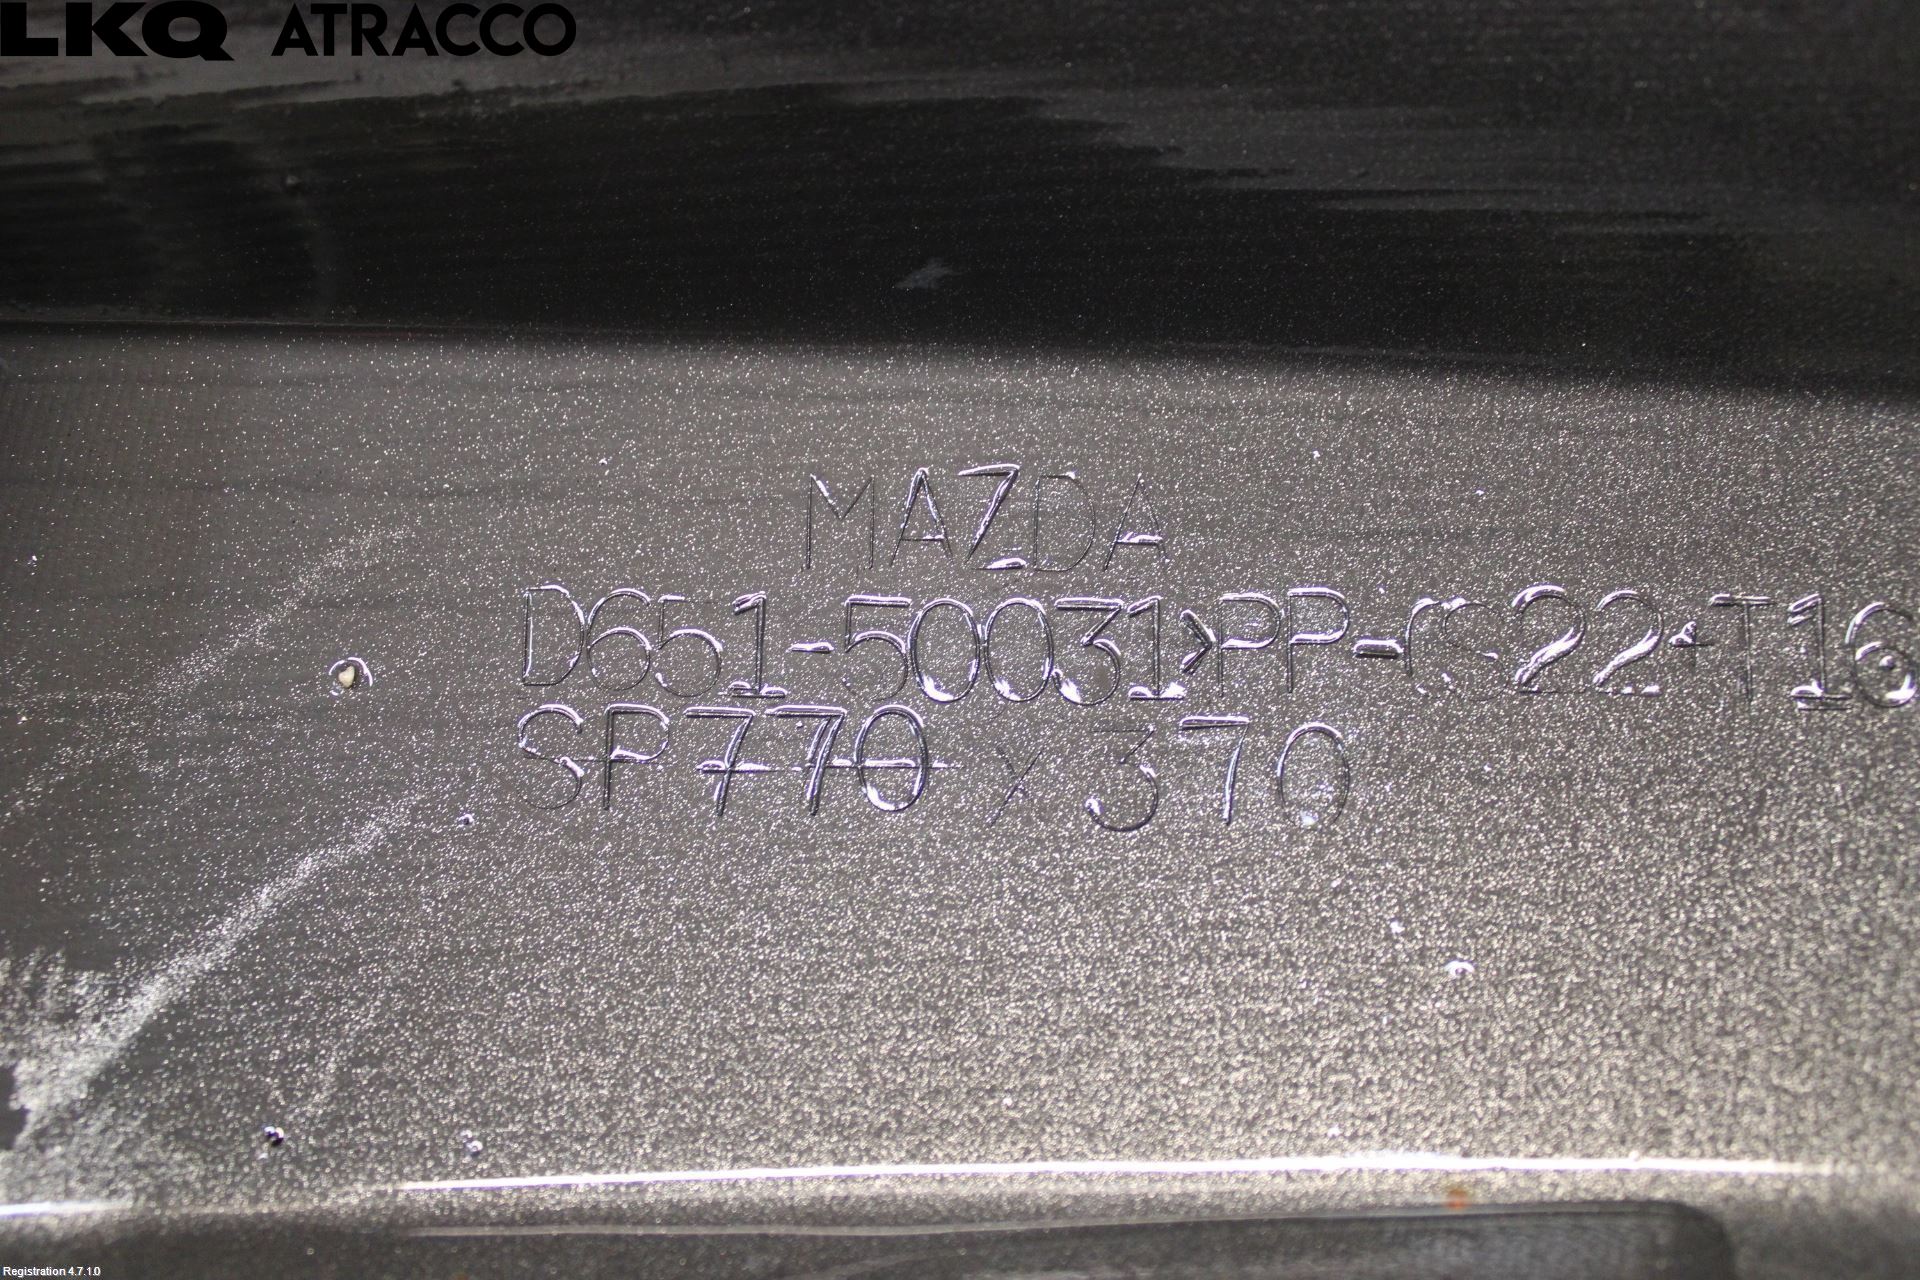 LKQ ATRACCO
MAZDA
D651-50031>PP-(S22+T16
SP770 x 370
Registration 4.7.1.0